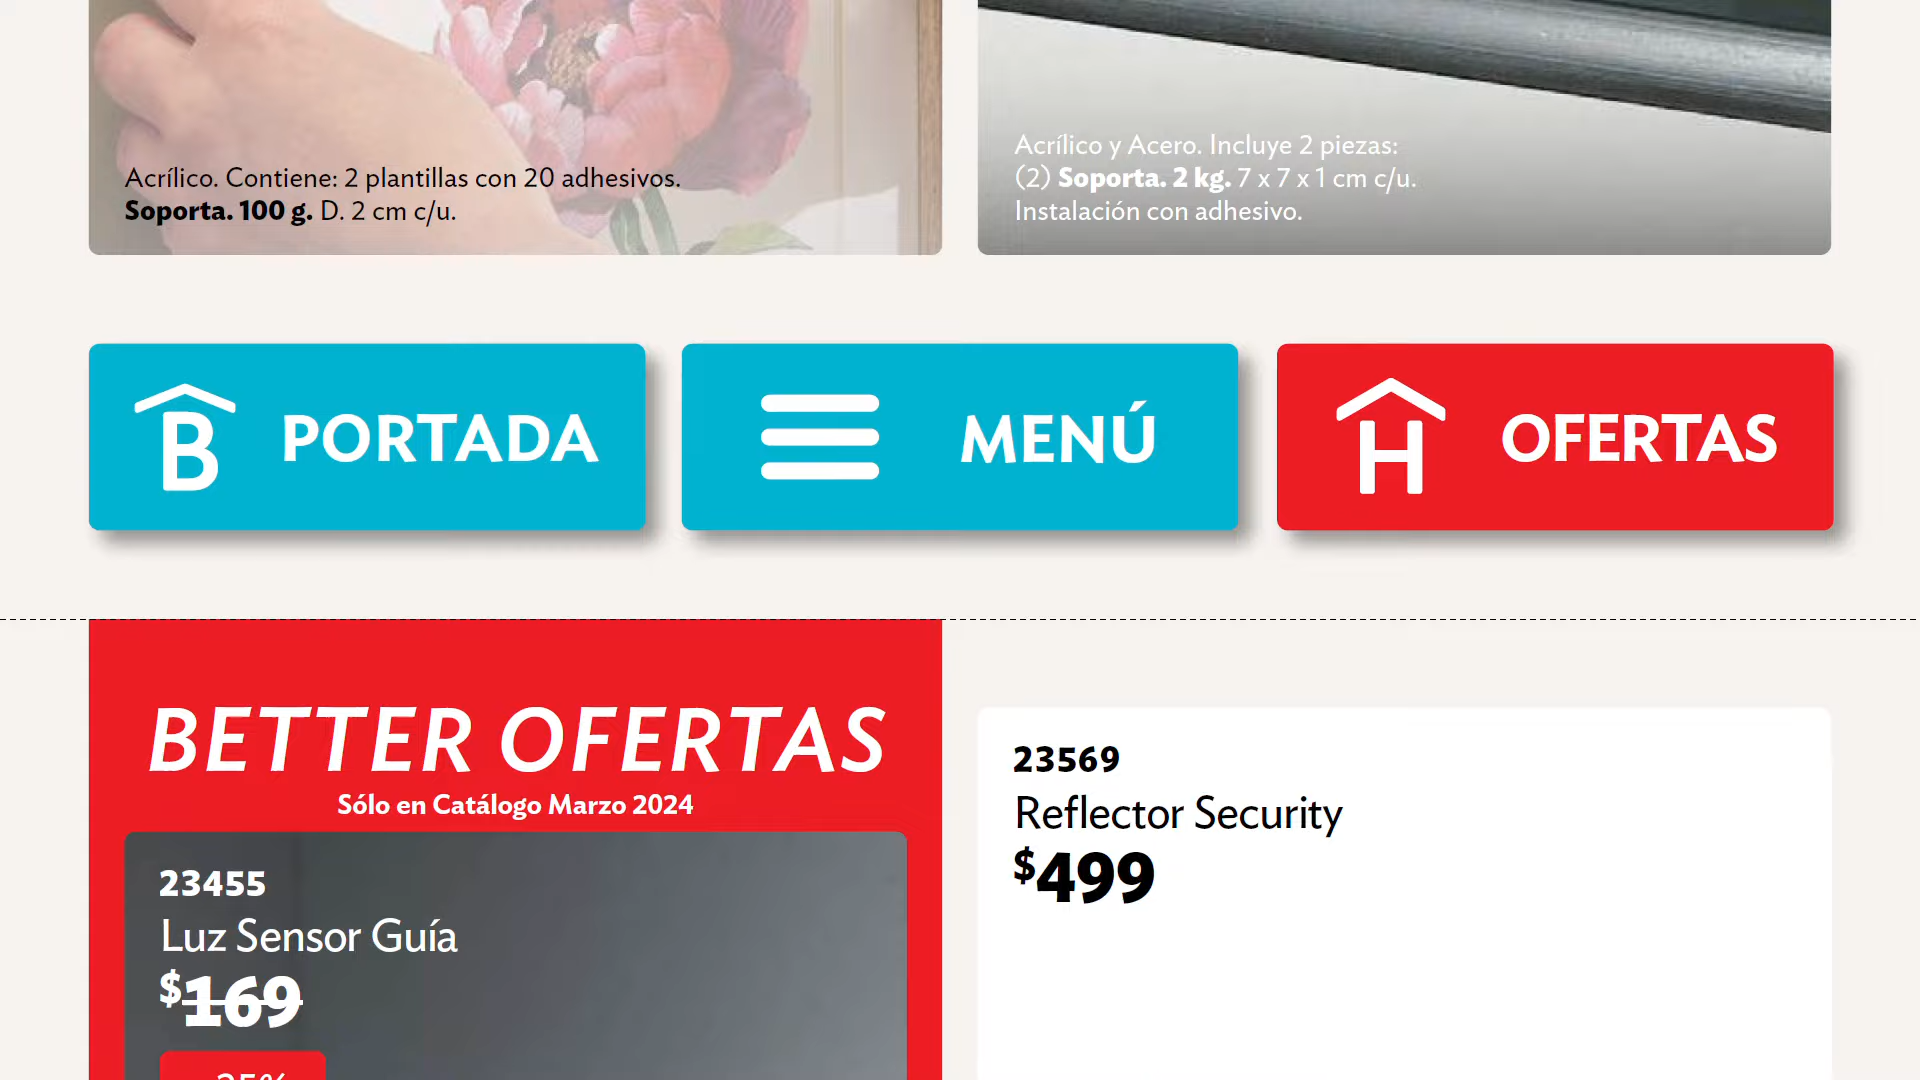 Acrílico. Contiene: 2 plantillas con 20 adhesivos.
Soporta. 100 g. D. 2 cm c/u.
Acrílico y Acero. Incluye 2 piezas:
(2) Soporta. 2 kg. 7 x 7 x 1 cm c/u.
Instalación con adhesivo.
B PORTADA
MENÚ
H OFERTAS
BETTER OFERTAS
Sólo en Catálogo Marzo 2024
23455
Luz Sensor Guía
$169
23569
Reflector Security
$499